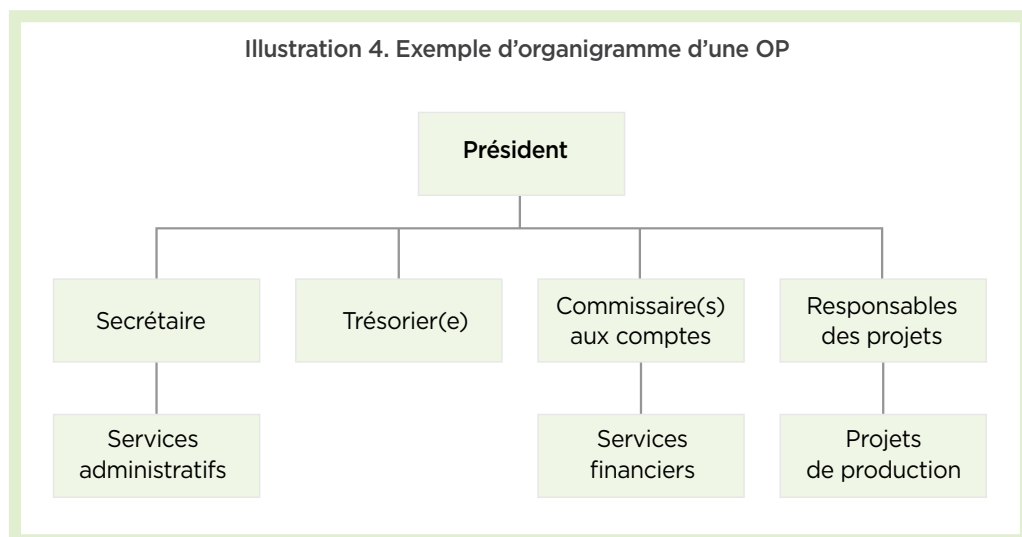 Illustration 4. Exemple d’organigramme d’une OP
Président
Secrétaire
Trésorier(e)
Commissaire(s)
aux comptes
Responsables
des projets
Services
administratifs
Services
financiers
Projets
de production